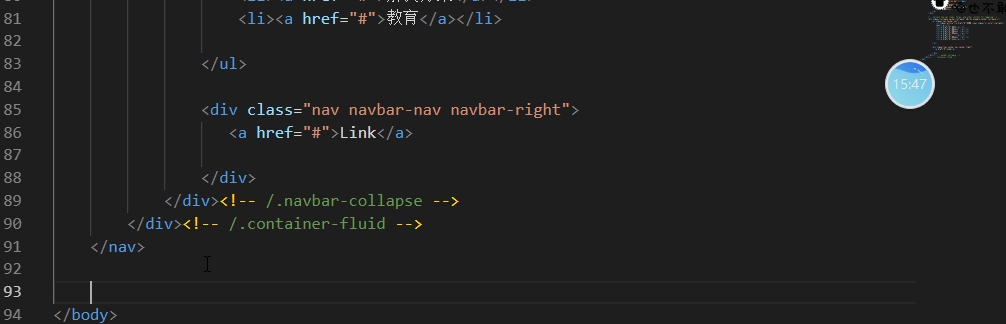 81 <li><a href="#">教育</a></li>
82
83 </ul>
84
85 <div class="nav navbar-nav navbar-right">
86 <a href="#">Link</a>
87
88 </div>
89 </div><!-- /.navbar-collapse -->
90 </div><!-- /.container-fluid -->
91 </nav>
92
93
94 </body>
15:47